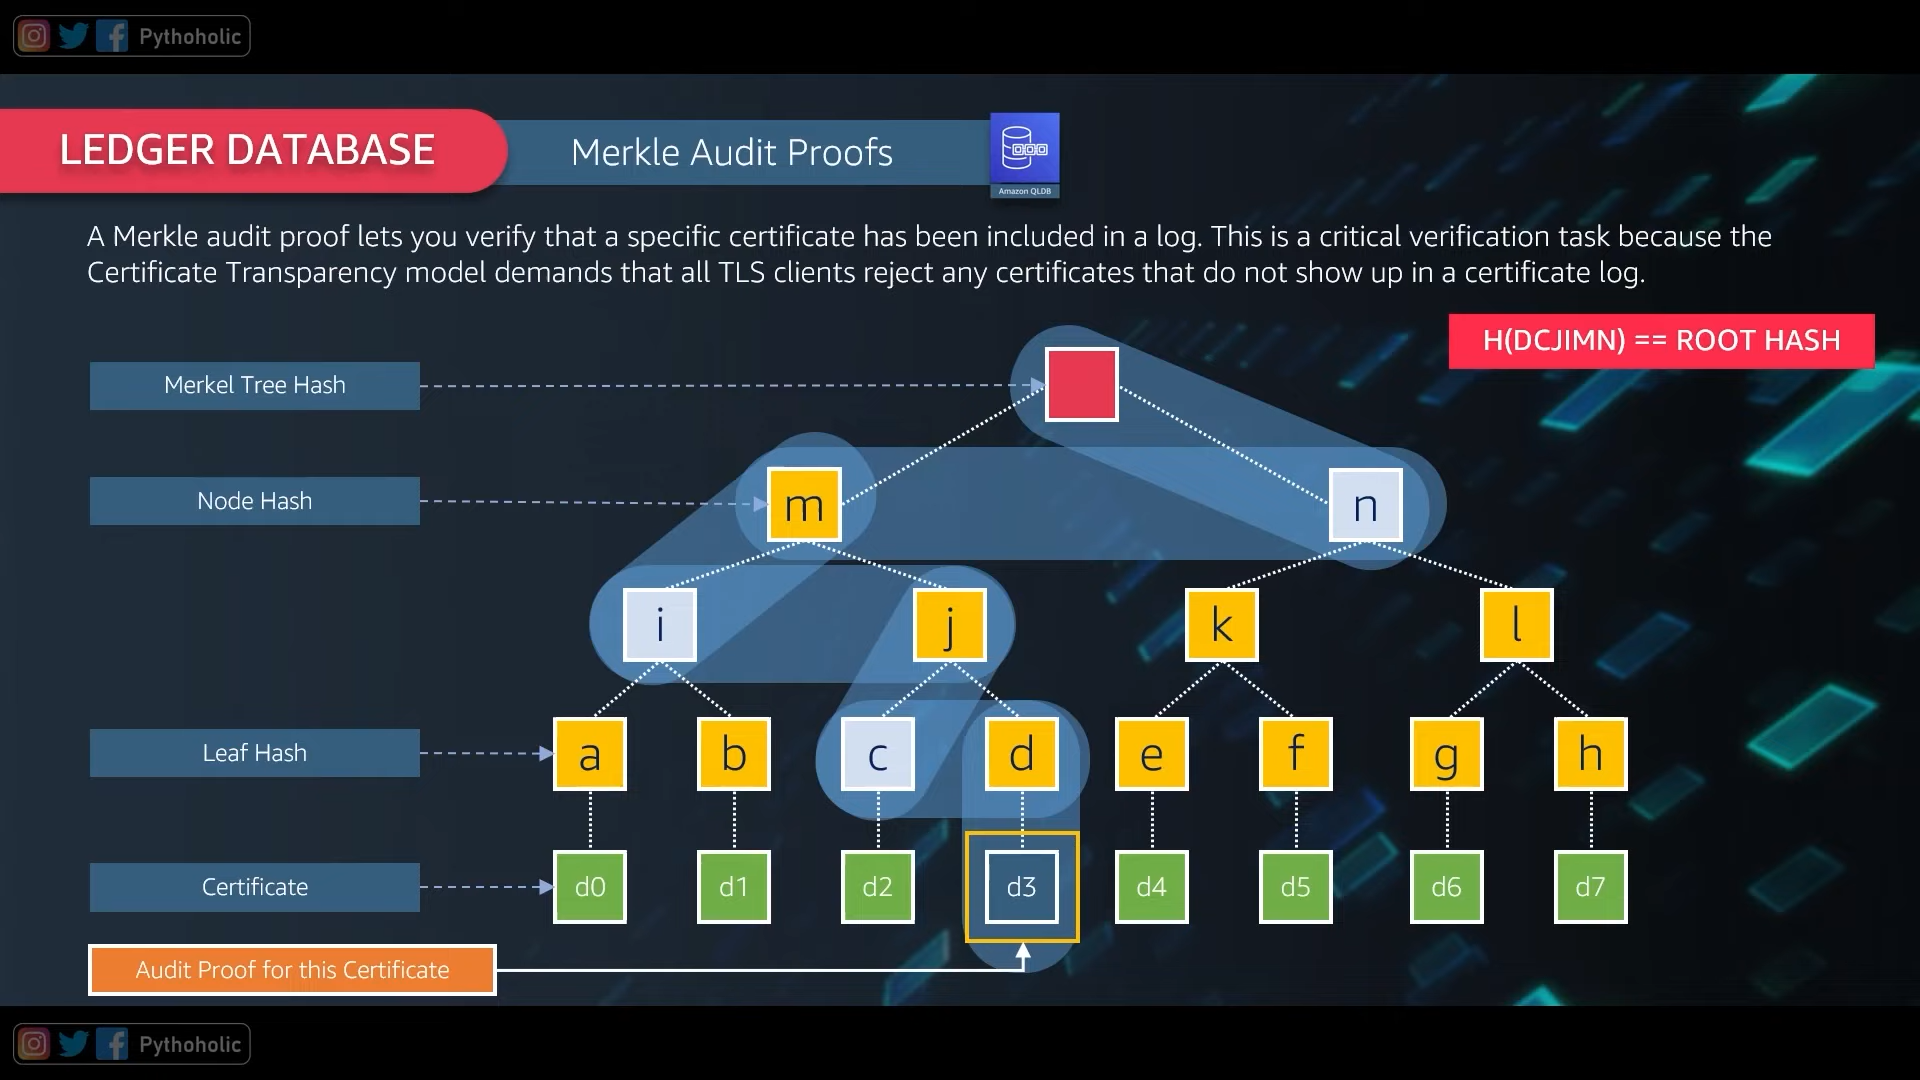 Pythoholic
LEDGER DATABASE
Merkle Audit Proofs
Amazon QLDB
A Merkle audit proof lets you verify that a specific certificate has been included in a log. This is a critical verification task because the
Certificate Transparency model demands that all TLS clients reject any certificates that do not show up in a certificate log.
H(DCJIMN) == ROOT HASH
Merkel Tree Hash
Node Hash
m
n
i
j
k
l
Leaf Hash
a
b
c
d
e
f
g
h
Certificate
d0
d1
d2
d3
d4
d5
d6
d7
Audit Proof for this Certificate
Pythoholic